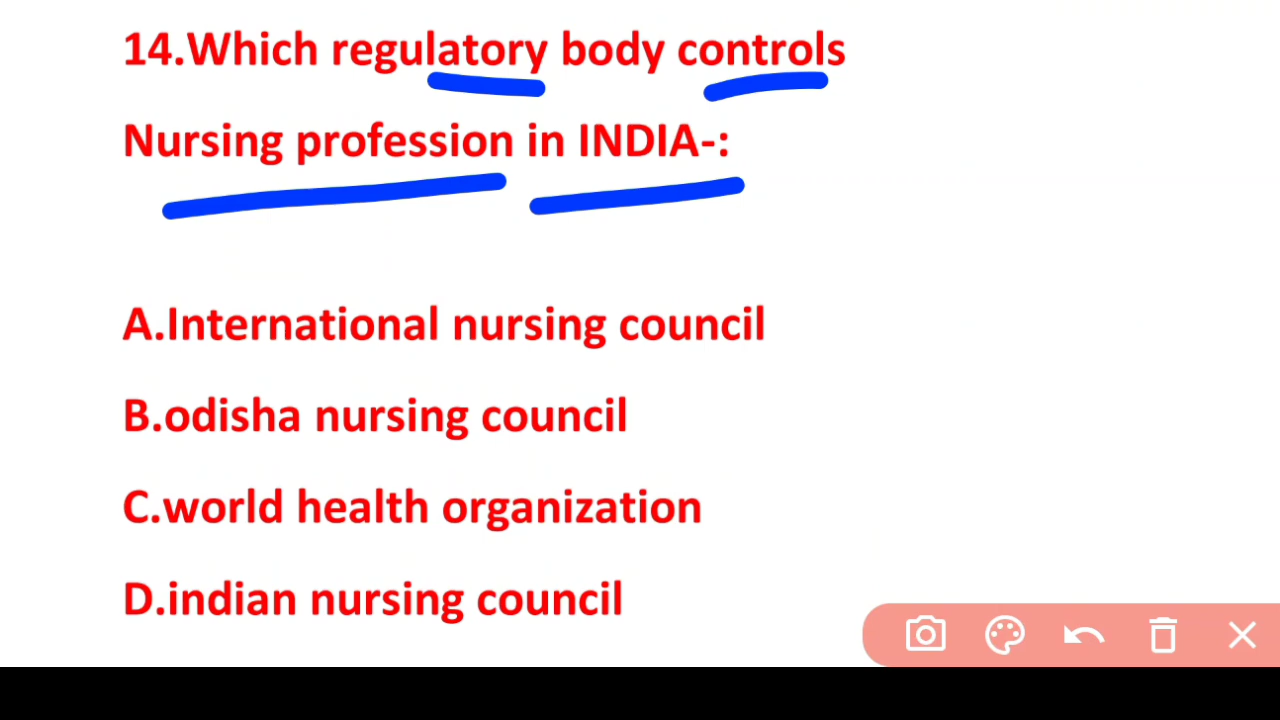 14.Which regulatory body controls
Nursing profession in INDIA-:
A.International nursing council
B.odisha nursing council
C.world health organization
D.indian nursing council